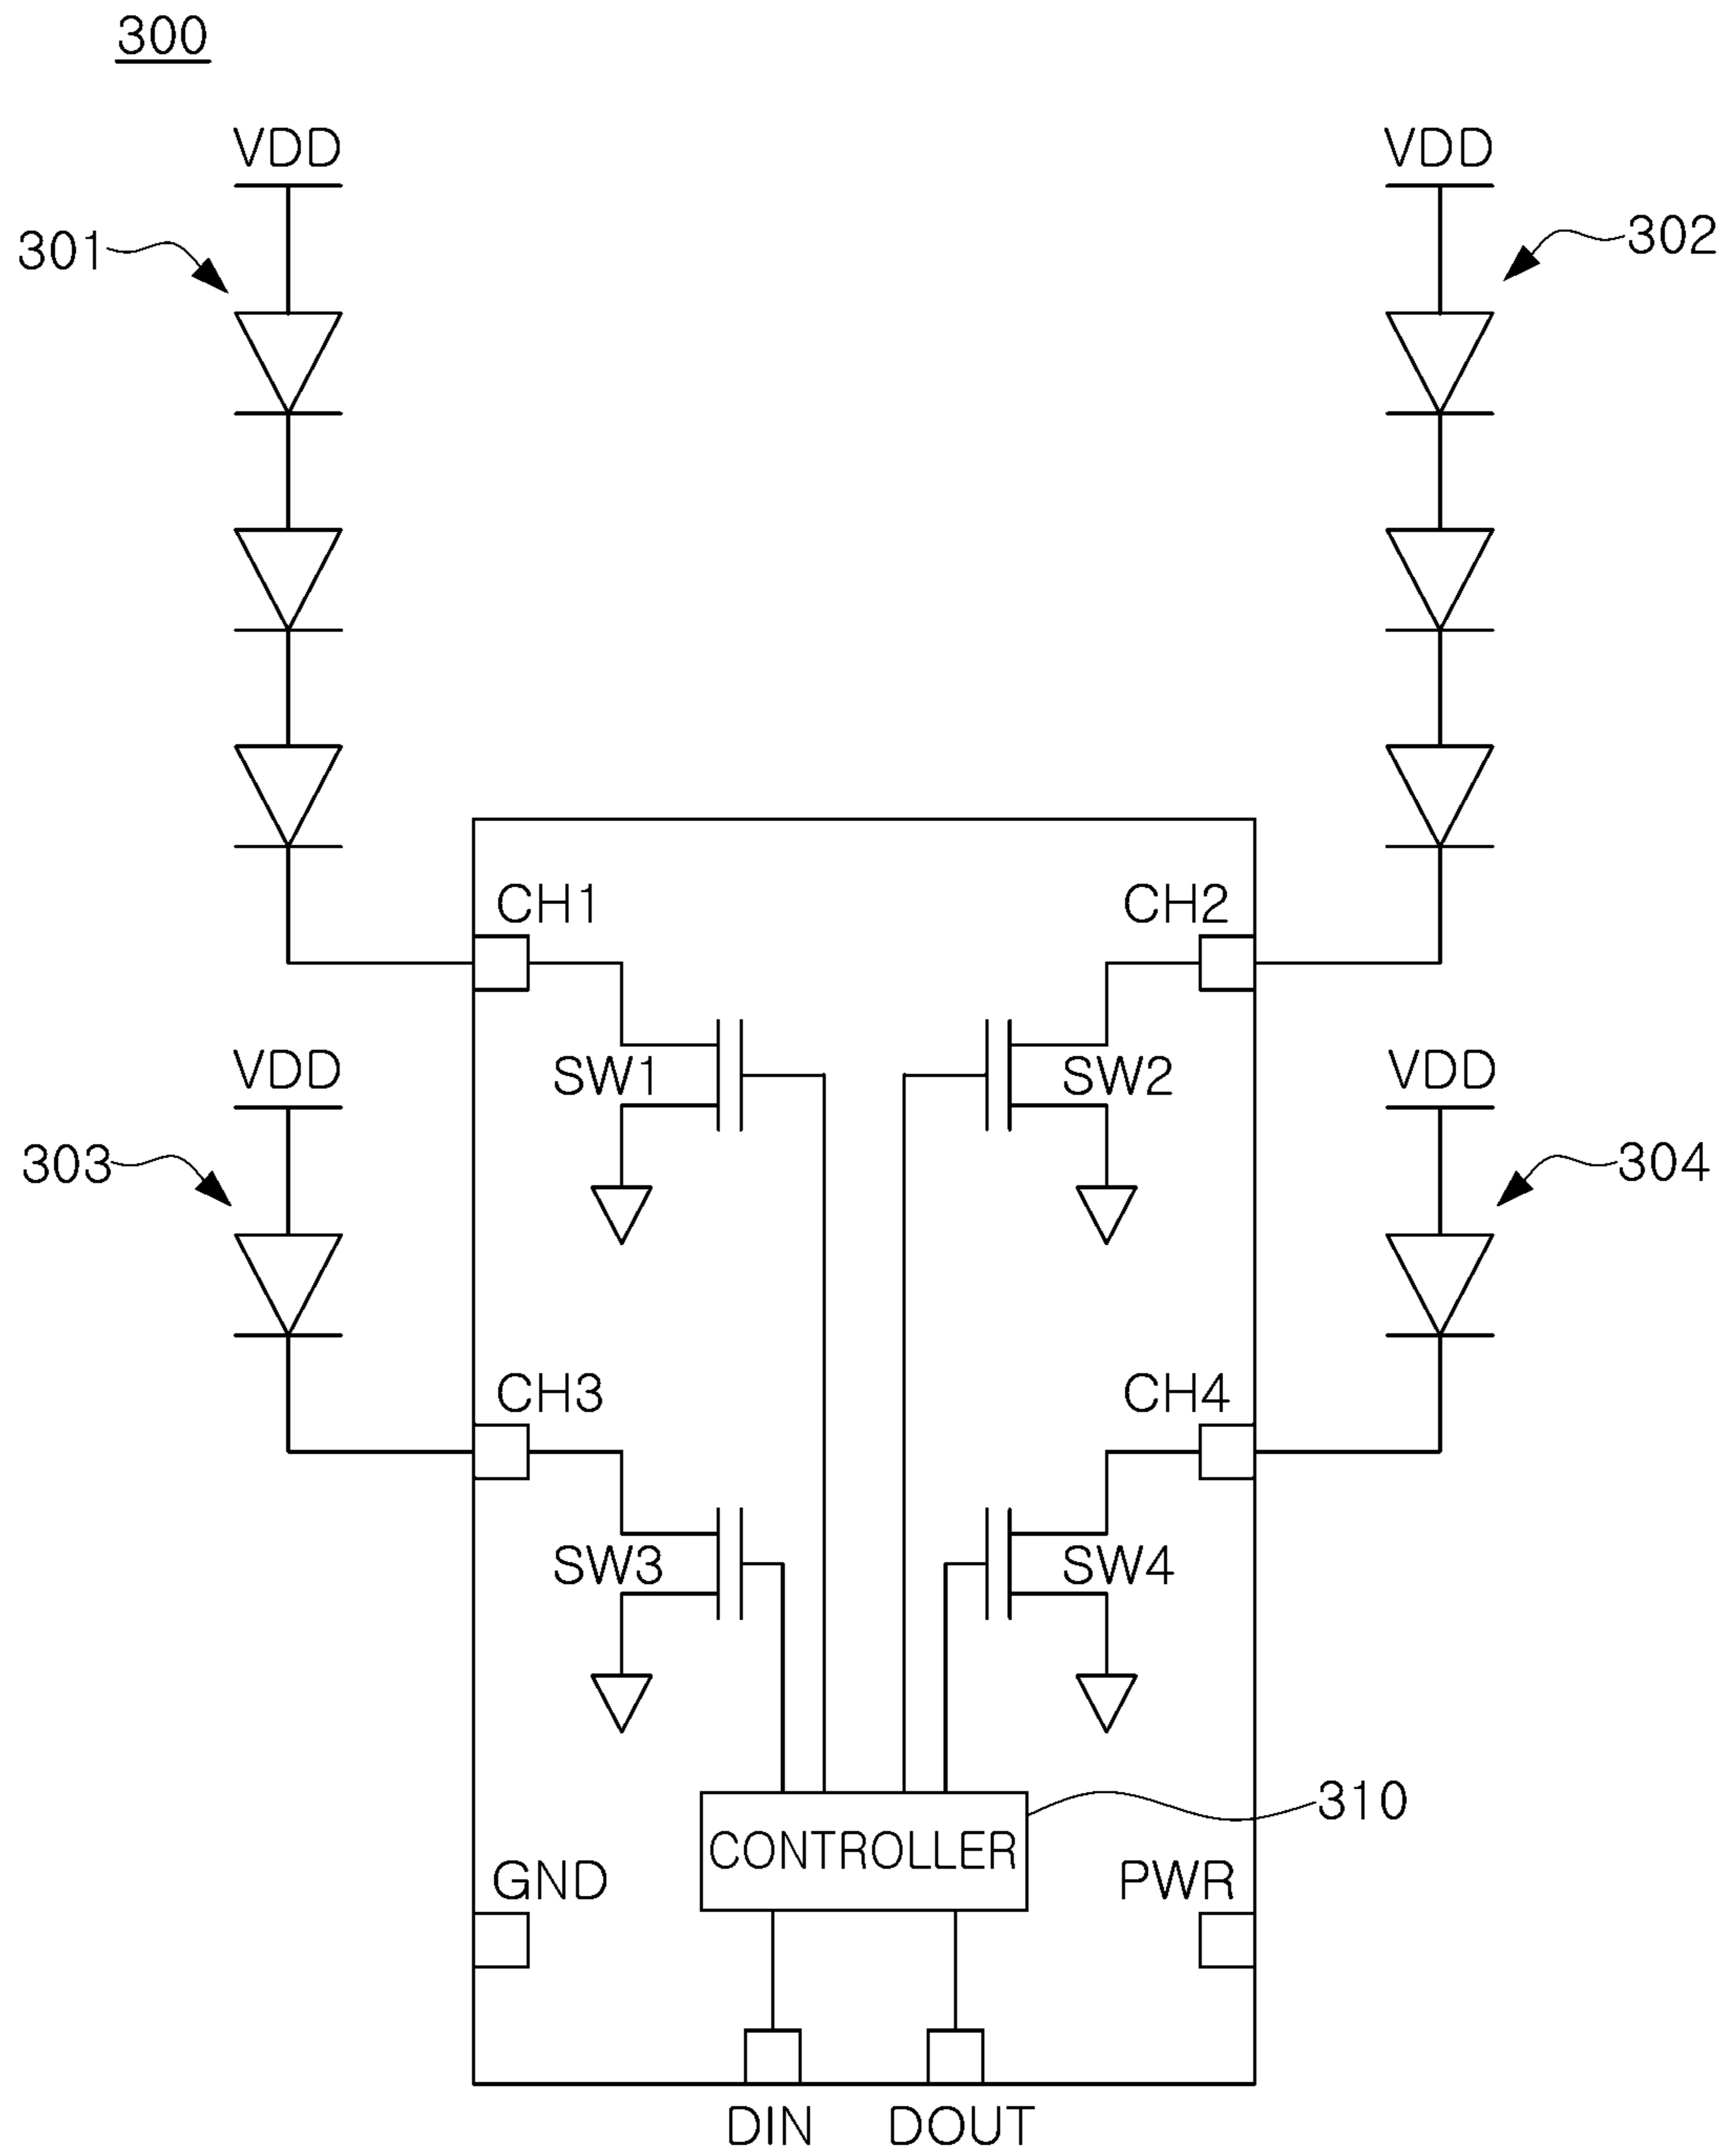 300
VDD
VDD
301
302
CH1
CH2
SW1
SW2
VDD
VDD
303
304
CH3
CH4
SW3
SW4
310
CONTROLLER
GND
PWR
DIN
DOUT